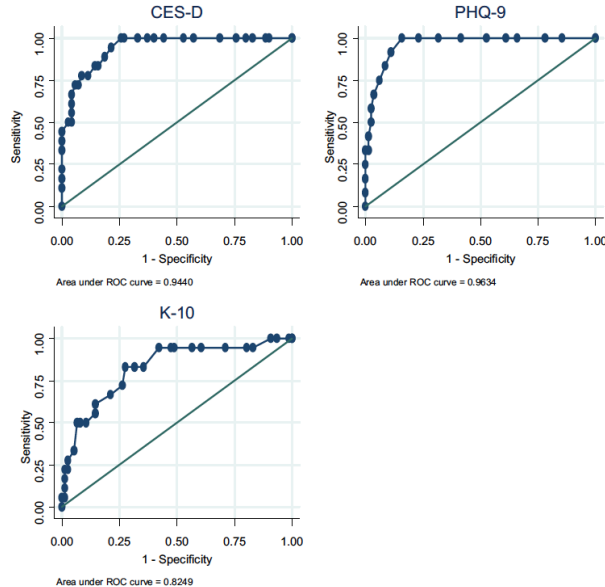 CES-D
Sensitivity
1.00
0.75
0.50
0.25
0.00
0.00 0.25 0.50 0.75 1.00
1 - Specificity
Area under ROC curve = 0.9440
PHQ-9
Sensitivity
1.00
0.75
0.50
0.25
0.00
0.00 0.25 0.50 0.75 1.00
1 - Specificity
Area under ROC curve = 0.9634
K-10
Sensitivity
1.00
0.75
0.50
0.25
0.00
0.00 0.25 0.50 0.75 1.00
1 - Specificity
Area under ROC curve = 0.8249